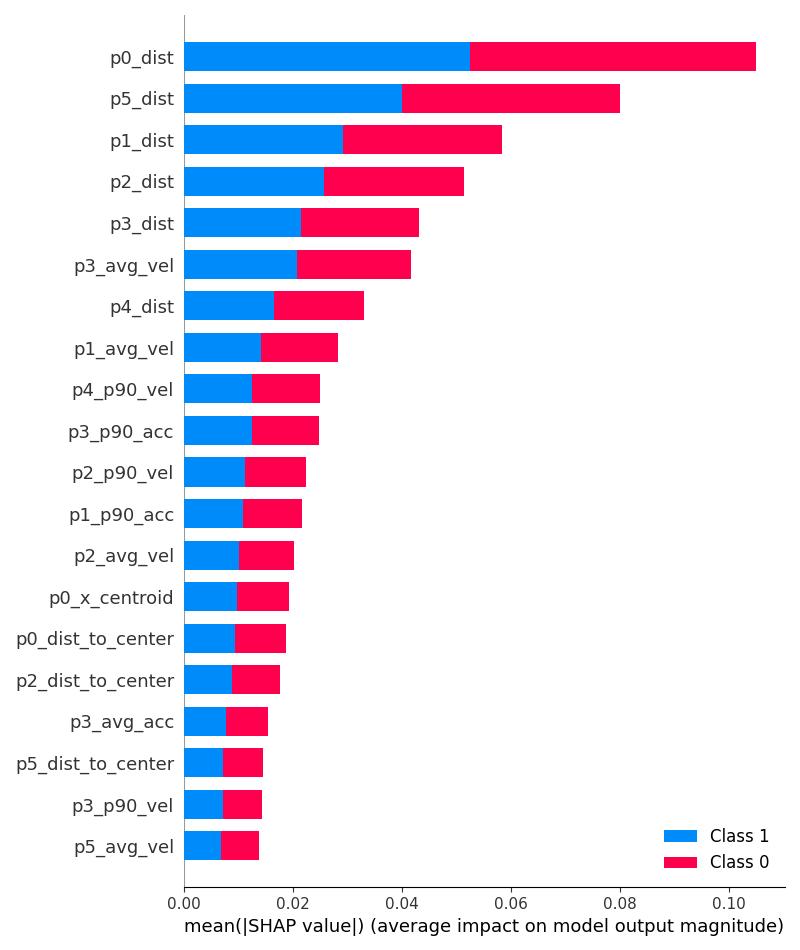 p0_dist
p5_dist
p1_dist
p2_dist
p3_dist
p3_avg_vel
p4_dist
p1_avg_vel
p4_p90_vel
p3_p90_acc
p2_p90_vel
p1_p90_acc
p2_avg_vel
p0_x_centroid
p0_dist_to_center
p2_dist_to_center
p3_avg_acc
p5_dist_to_center
p3_p90_vel
p5_avg_vel
Class 1
Class 0
0.00 0.02 0.04 0.06 0.08 0.10
mean(|SHAP value|) (average impact on model output magnitude)